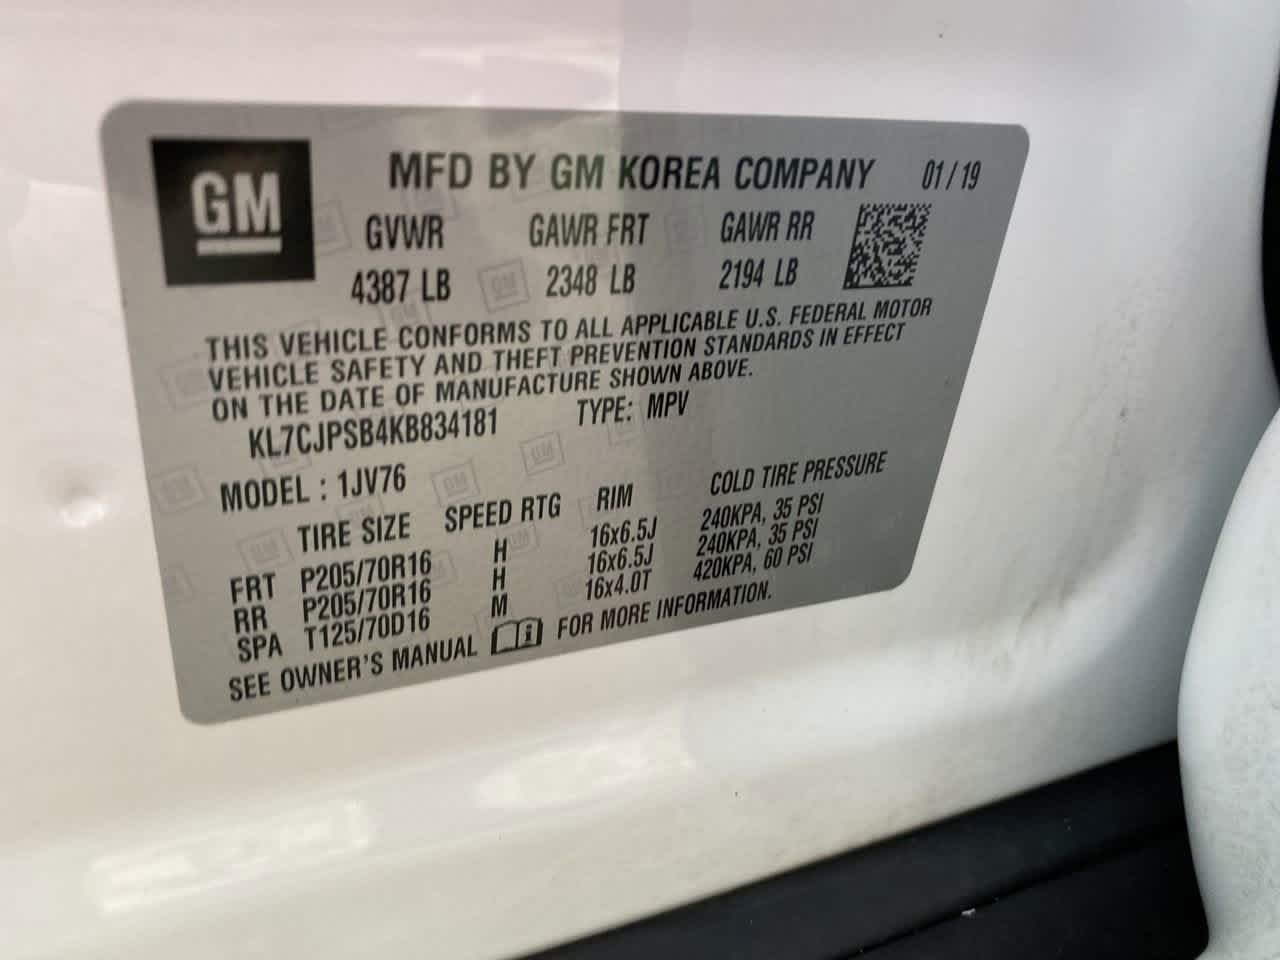 GM
MFD BY GM KOREA COMPANY 01/19
GVWR GAWR FRT GAWR RR
4387 LB 2348 LB 2194 LB
THIS VEHICLE CONFORMS TO ALL APPLICABLE U.S. FEDERAL MOTOR
VEHICLE SAFETY AND THEFT PREVENTION STANDARDS IN EFFECT
ON THE DATE OF MANUFACTURE SHOWN ABOVE.
KL7CJPSB4KB834181 TYPE: MPV
MODEL : 1JV76
TIRE SIZE SPEED RTG RIM COLD TIRE PRESSURE
FRT P205/70R16 H 16x6.5J 240KPA, 35 PSI
RR P205/70R16 H 16x6.5J 240KPA, 35 PSI
SPA T125/70D16 M 16x4.0T 420KPA, 60 PSI
SEE OWNER'S MANUAL FOR MORE INFORMATION.